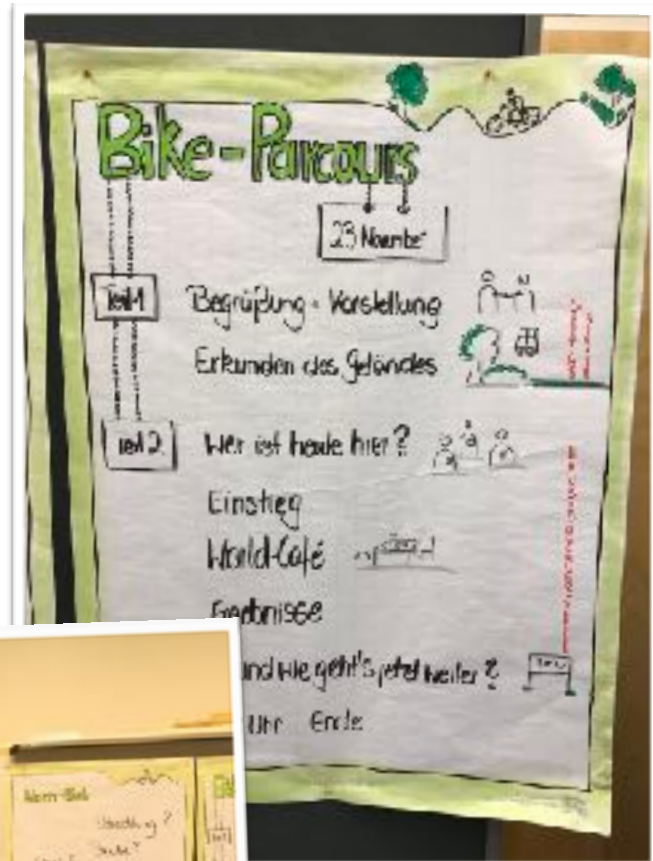 Bike-Parcours
23 November
Teil 1
Begrüßung + Vorstellung
Erkunden des Geländes
Teil 2
Wer ist heute hier?
Einstieg
World-Café
Ergebnisse
und wie geht's jetzt weiter?
Uhr Ende